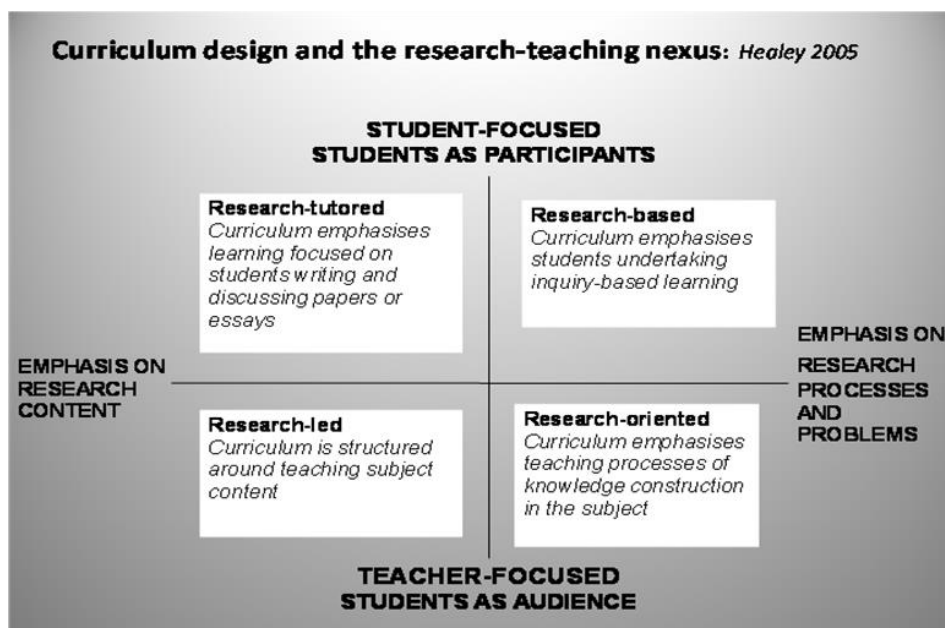 Curriculum design and the research-teaching nexus: Healey 2005
STUDENT-FOCUSED
STUDENTS AS PARTICIPANTS
Research-tutored
Curriculum emphasises
learning focused on
students writing and
discussing papers or
essays
Research-based
Curriculum emphasises
students undertaking
inquiry-based learning
EMPHASIS ON
RESEARCH
CONTENT
EMPHASIS ON
RESEARCH
PROCESSES
AND
PROBLEMS
Research-led
Curriculum is structured
around teaching subject
content
Research-oriented
Curriculum emphasises
teaching processes of
knowledge construction
in the subject
TEACHER-FOCUSED
STUDENTS AS AUDIENCE